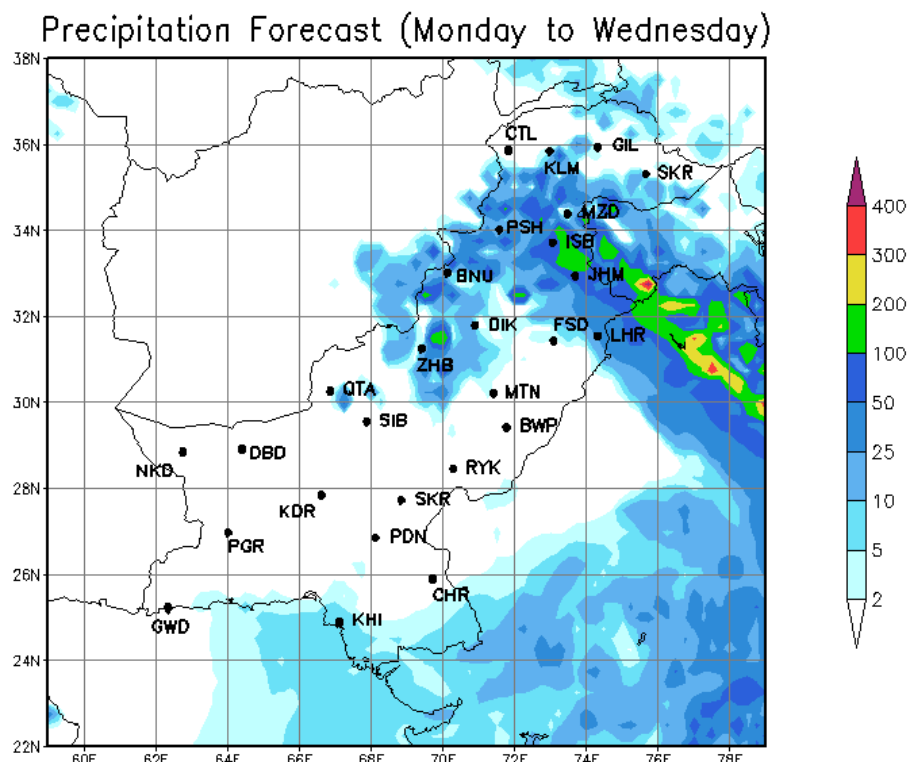 Precipitation Forecast (Monday to Wednesday)
38N
36N
34N
32N
30N
28N
26N
24N
22N
60E
62E
64E
66E
68E
70E
72E
74E
76E
78E
CTL
KLM
GIL
SKR
MZD
PSH
ISB
BNU
JHM
DIK
FSD
LHR
ZHB
QTA
MTN
SIB
BWP
NKD
DBD
RYK
KDR
SKR
PGR
PDN
CHR
GWD
KHI
400
300
200
100
50
25
10
5
2